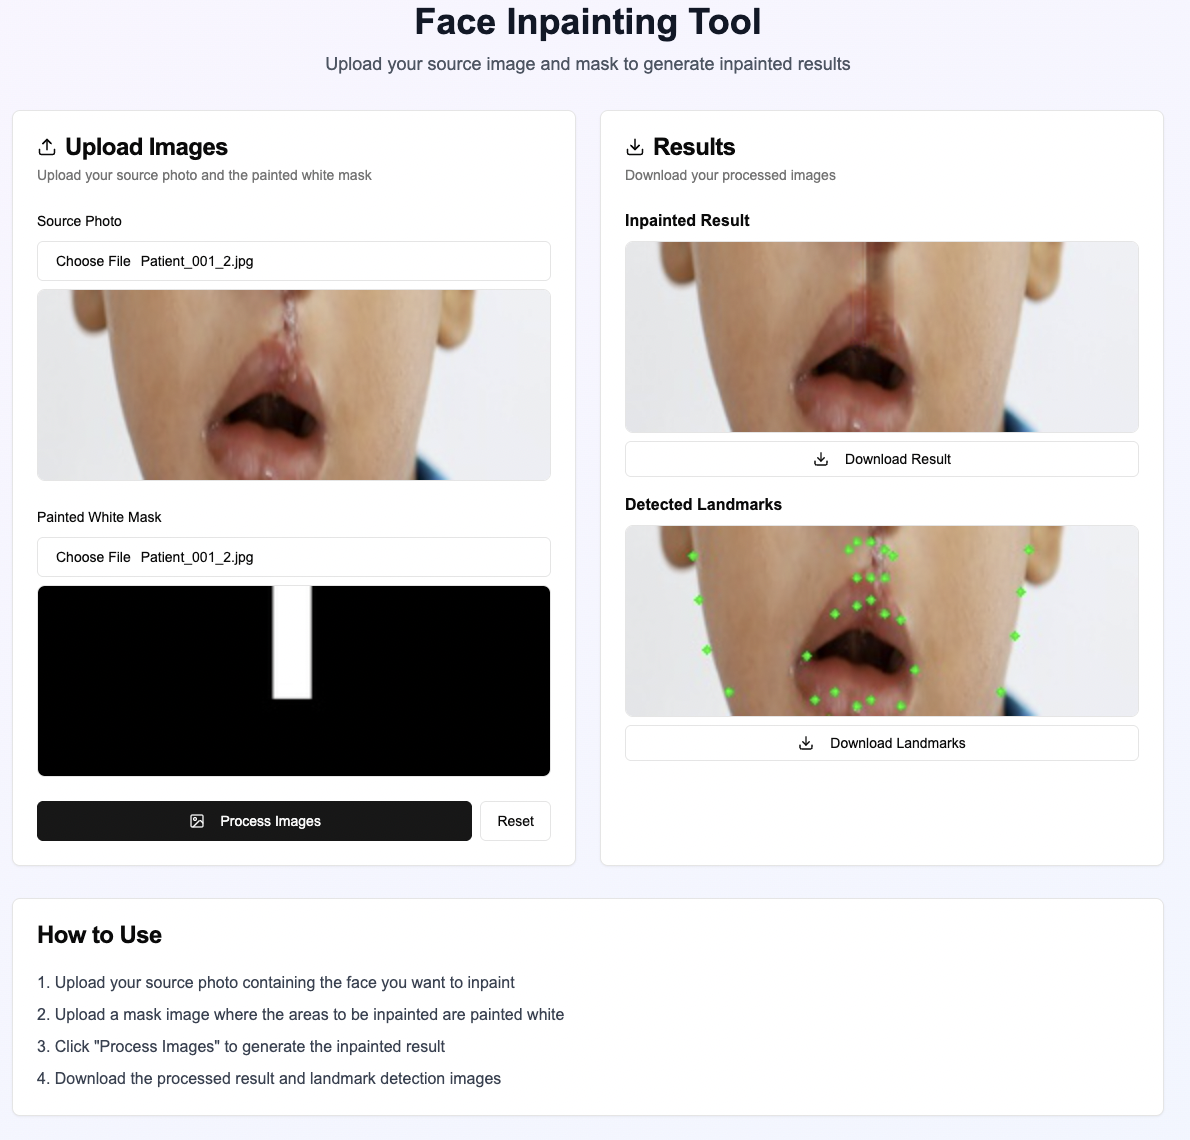 Face Inpainting Tool
Upload your source image and mask to generate inpainted results
Upload Images
Upload your source photo and the painted white mask
Source Photo
Choose File Patient_001_2.jpg
Painted White Mask
Choose File Patient_001_2.jpg
Process Images
Reset
Results
Download your processed images
Inpainted Result
Download Result
Detected Landmarks
Download Landmarks
How to Use
1. Upload your source photo containing the face you want to inpaint
2. Upload a mask image where the areas to be inpainted are painted white
3. Click "Process Images" to generate the inpainted result
4. Download the processed result and landmark detection images